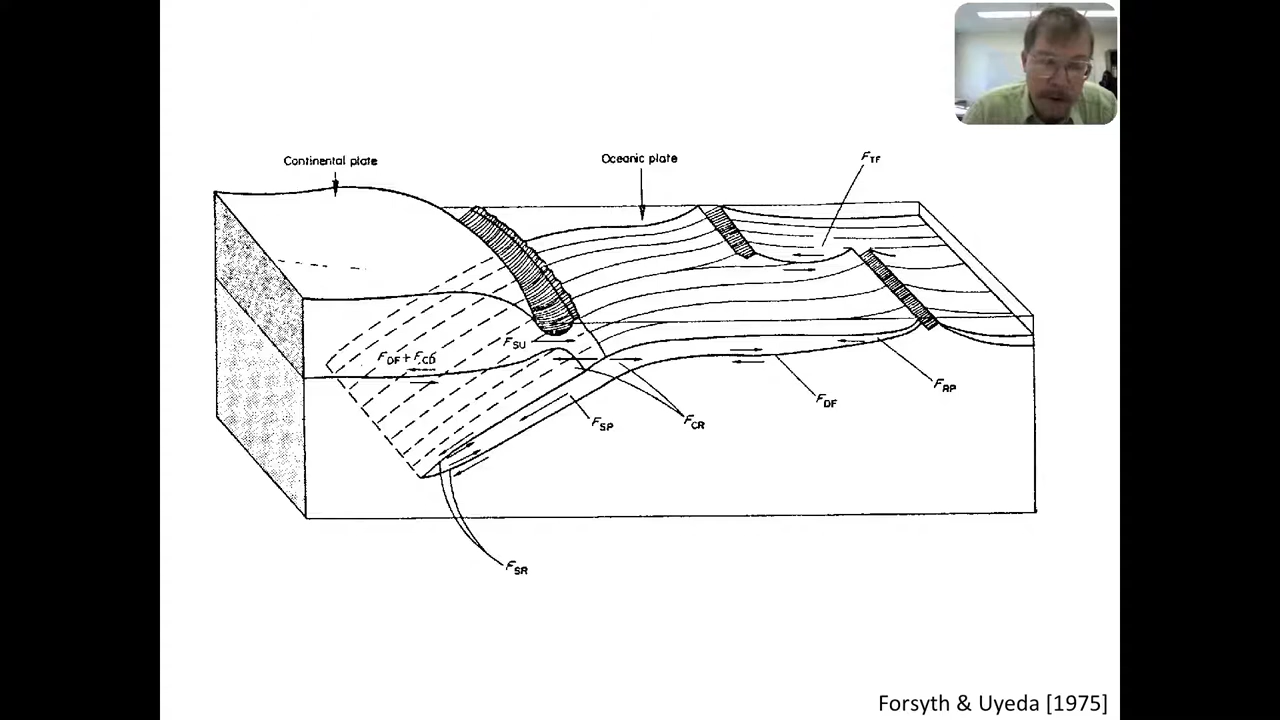 Continental plate
Oceanic plate
F_TF
F_SU
F_DF + F_CD
F_RP
F_DF
F_SP
F_CR
F_SR
Forsyth & Uyeda [1975]